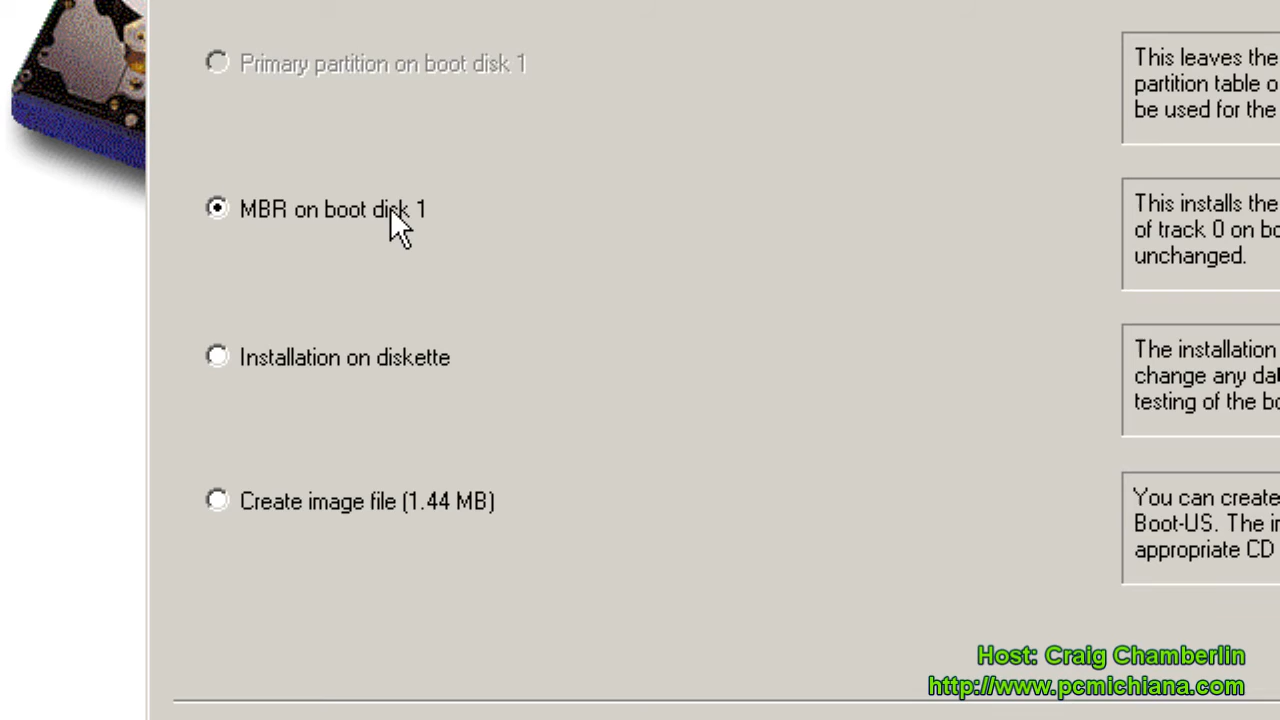 Primary partition on boot disk 1
This leaves the
partition table o
be used for the
MBR on boot disk 1
This installs the
of track 0 on bo
unchanged.
Installation on diskette
The installation
change any dat
testing of the bo
Create image file (1.44 MB)
You can create
Boot-US. The in
appropriate CD
Host: Craig Chamberlin
http://www.pcmichiana.com